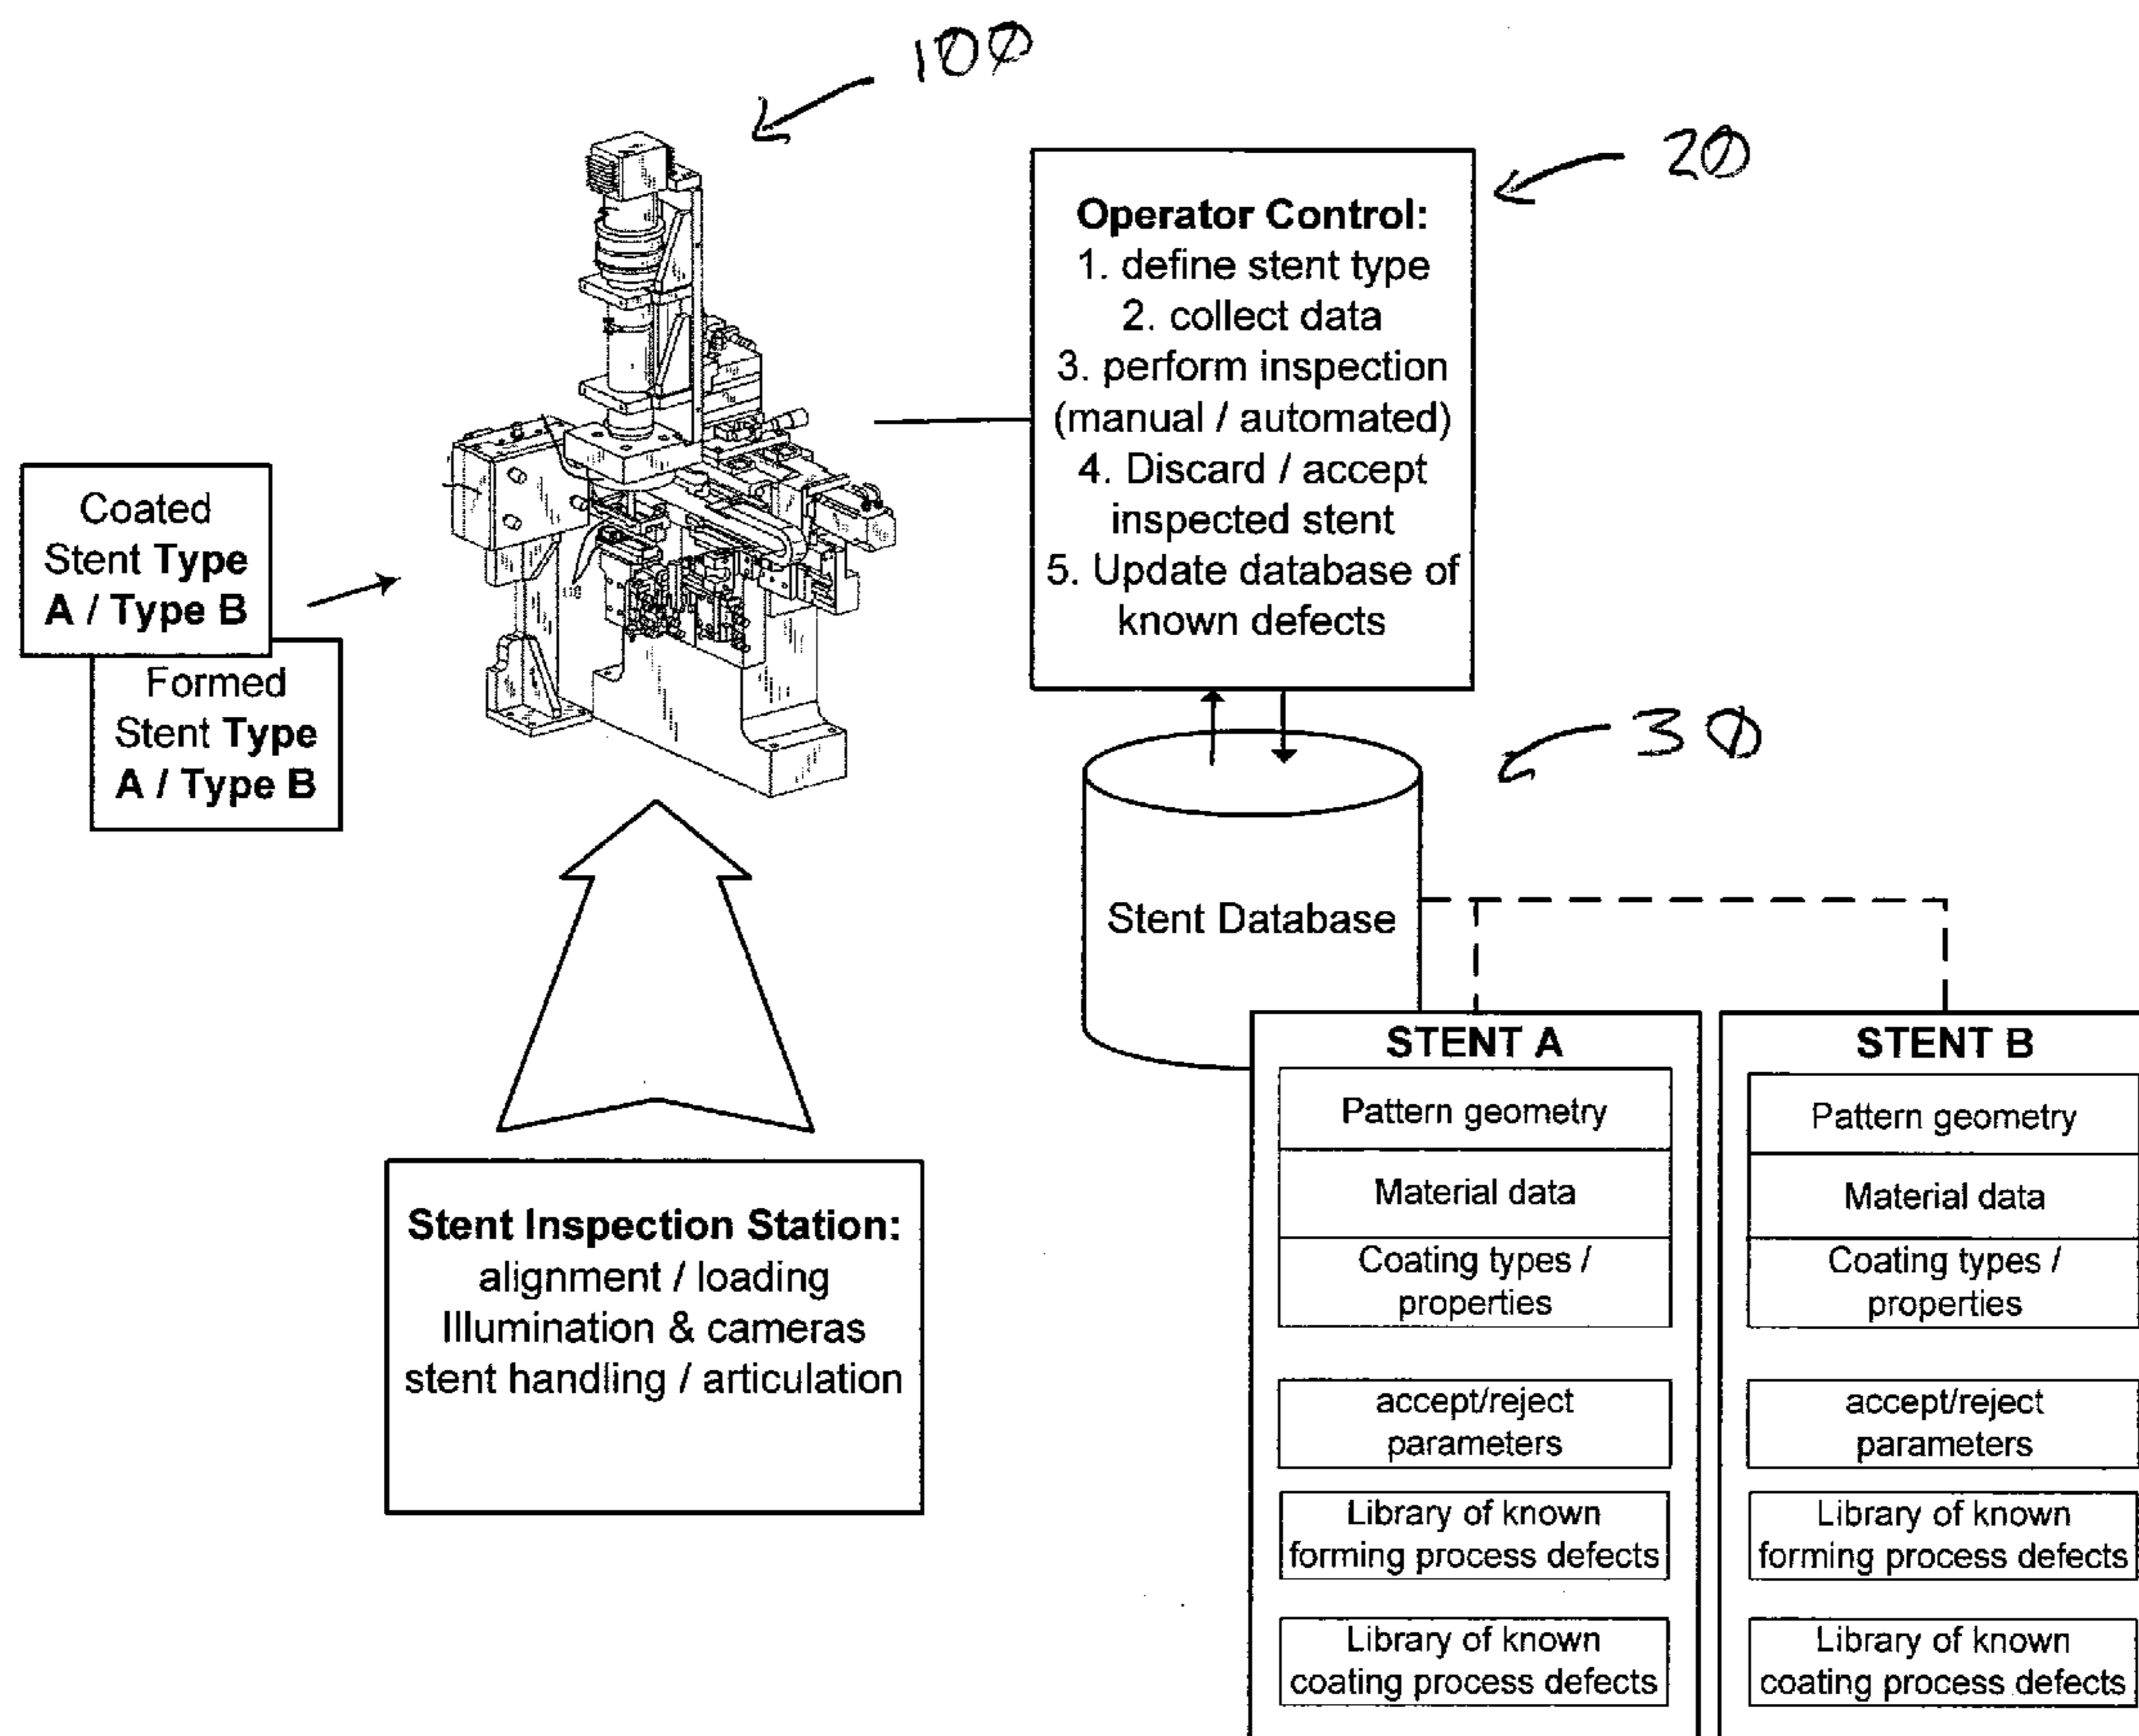 100
20
Operator Control:
1. define stent type
2. collect data
3. perform inspection
(manual / automated)
4. Discard / accept
inspected stent
5. Update database of
known defects
Coated
Stent Type
A / Type B
Formed
Stent Type
A / Type B
30
Stent Database
Stent Inspection Station:
alignment / loading
Illumination & cameras
stent handling / articulation
STENT A
Pattern geometry
Material data
Coating types /
properties
accept/reject
parameters
Library of known
forming process defects
Library of known
coating process defects
STENT B
Pattern geometry
Material data
Coating types /
properties
accept/reject
parameters
Library of known
forming process defects
Library of known
coating process defects